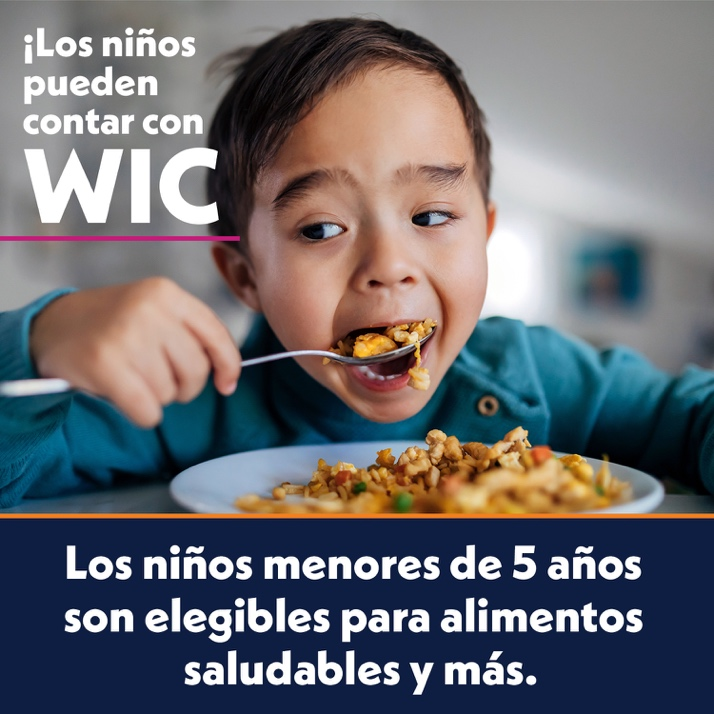 ¡Los niños
pueden
contar con
WIC
Los niños menores de 5 años
son elegibles para alimentos
saludables y más.